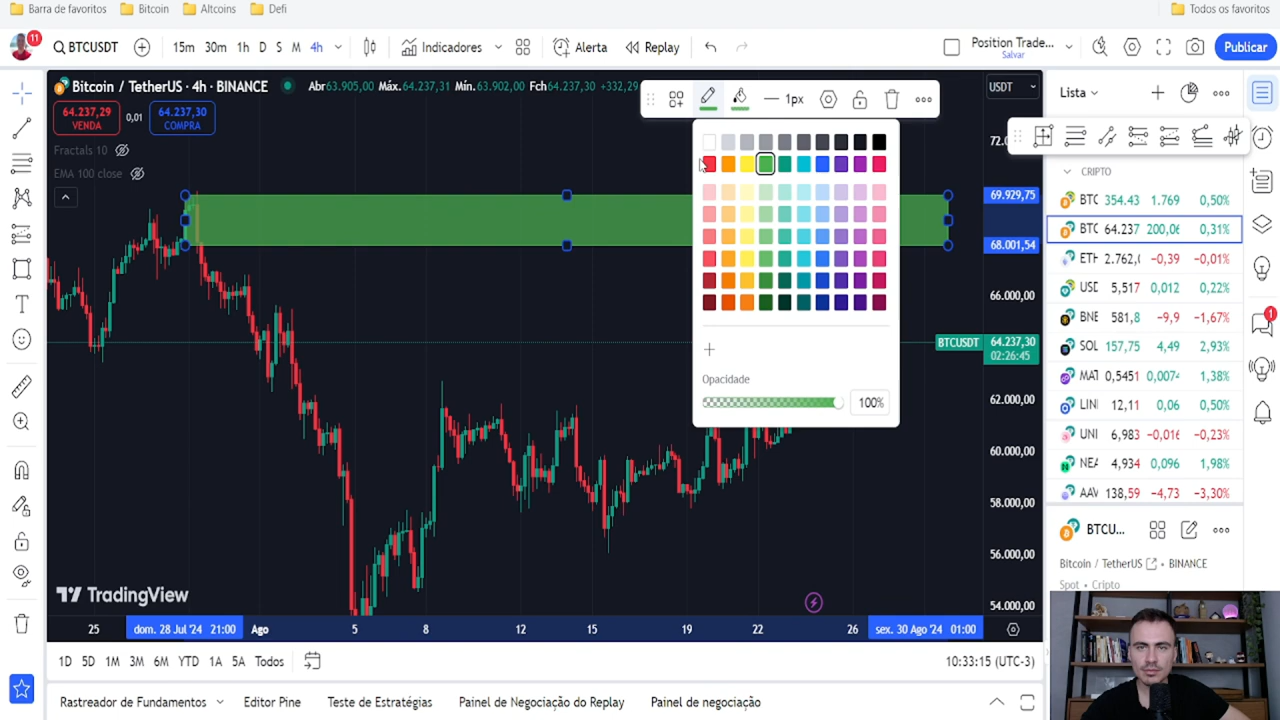 Barra de favoritos
Bitcoin
Altcoins
Defi
Todos os favoritos
11
BTCUSDT
15m
30m
1h
D
S
M
4h
Indicadores
Alerta
Replay
Position Trade...
Salvar
Publicar
Bitcoin / TetherUS · 4h · BINANCE
Abr63.905,00 Máx.64.237,31 Mín.63.902,00 Fch64.237,30 +332,29
64.237,29
VENDA
0,01
64.237,30
COMPRA
Fractals 10
EMA 100 close
1px
USDT
Lista
CRIPTO
BTC 354.43 1.769 0,50%
BTC 64.237 200,06 0,31%
ETH 2.762,0 -0,39 -0,01%
USD 5,517 0,012 0,22%
BNE 581,8 -9,9 -1,67%
SOL 157,75 4,49 2,93%
MAT 0,5451 0,0074 1,38%
LINI 12,11 0,06 0,50%
UNI 6,983 -0,016 -0,23%
NEA 4,934 0,096 1,98%
AAV 138,59 -4,73 -3,30%
1
72.0
69.929,75
68.001,54
66.000,00
BTCUSDT
64.237,30
02:26:45
62.000,00
60.000,00
58.000,00
56.000,00
54.000,00
Opacidade
100%
BTCU...
Bitcoin / TetherUS
BINANCE
Spot • Cripto
TradingView
25
dom. 28 Jul '24 21:00
Ago
5
8
12
15
19
22
26
sex. 30 Ago '24 01:00
1D
5D
1M
3M
6M
YTD
1A
5A
Todos
10:33:15 (UTC-3)
Rastreador de Fundamentos
Editor Pine
Teste de Estratégias
Painel de Negociação do Replay
Painel de negociação